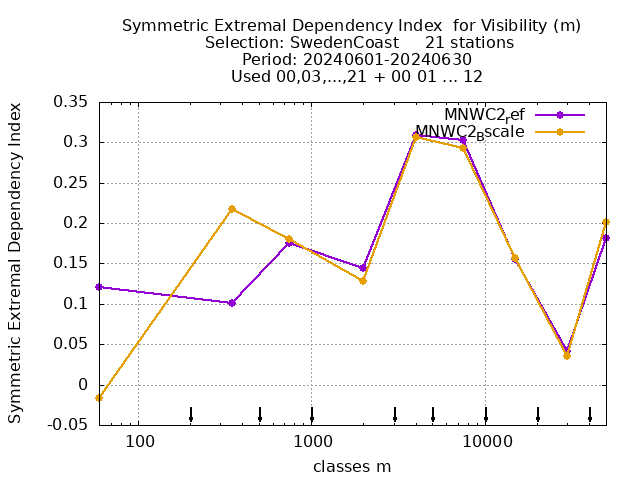 Symmetric Extremal Dependency Index  for Visibility (m)
Selection: SwedenCoast     21 stations
Period: 20240601-20240630
Used 00,03,...,21 + 00 01 ... 12
Symmetric Extremal Dependency Index
0.35
0.3
0.25
0.2
0.15
0.1
0.05
0
-0.05
MNWC2ref
MNWC2Bscale
100
1000
10000
classes m